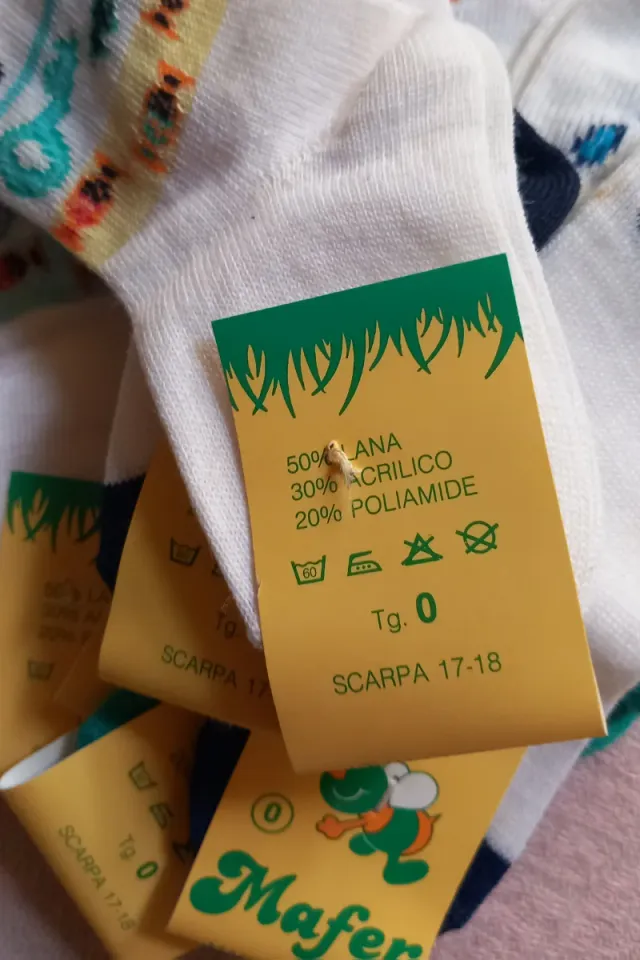 50% LANA
30% ACRILICO
20% POLIAMIDE
60
Tg. 0
SCARPA 17-18
Tg.
SCARPA 17
Tg. 0
SCARPA 17-18
0
Mafer